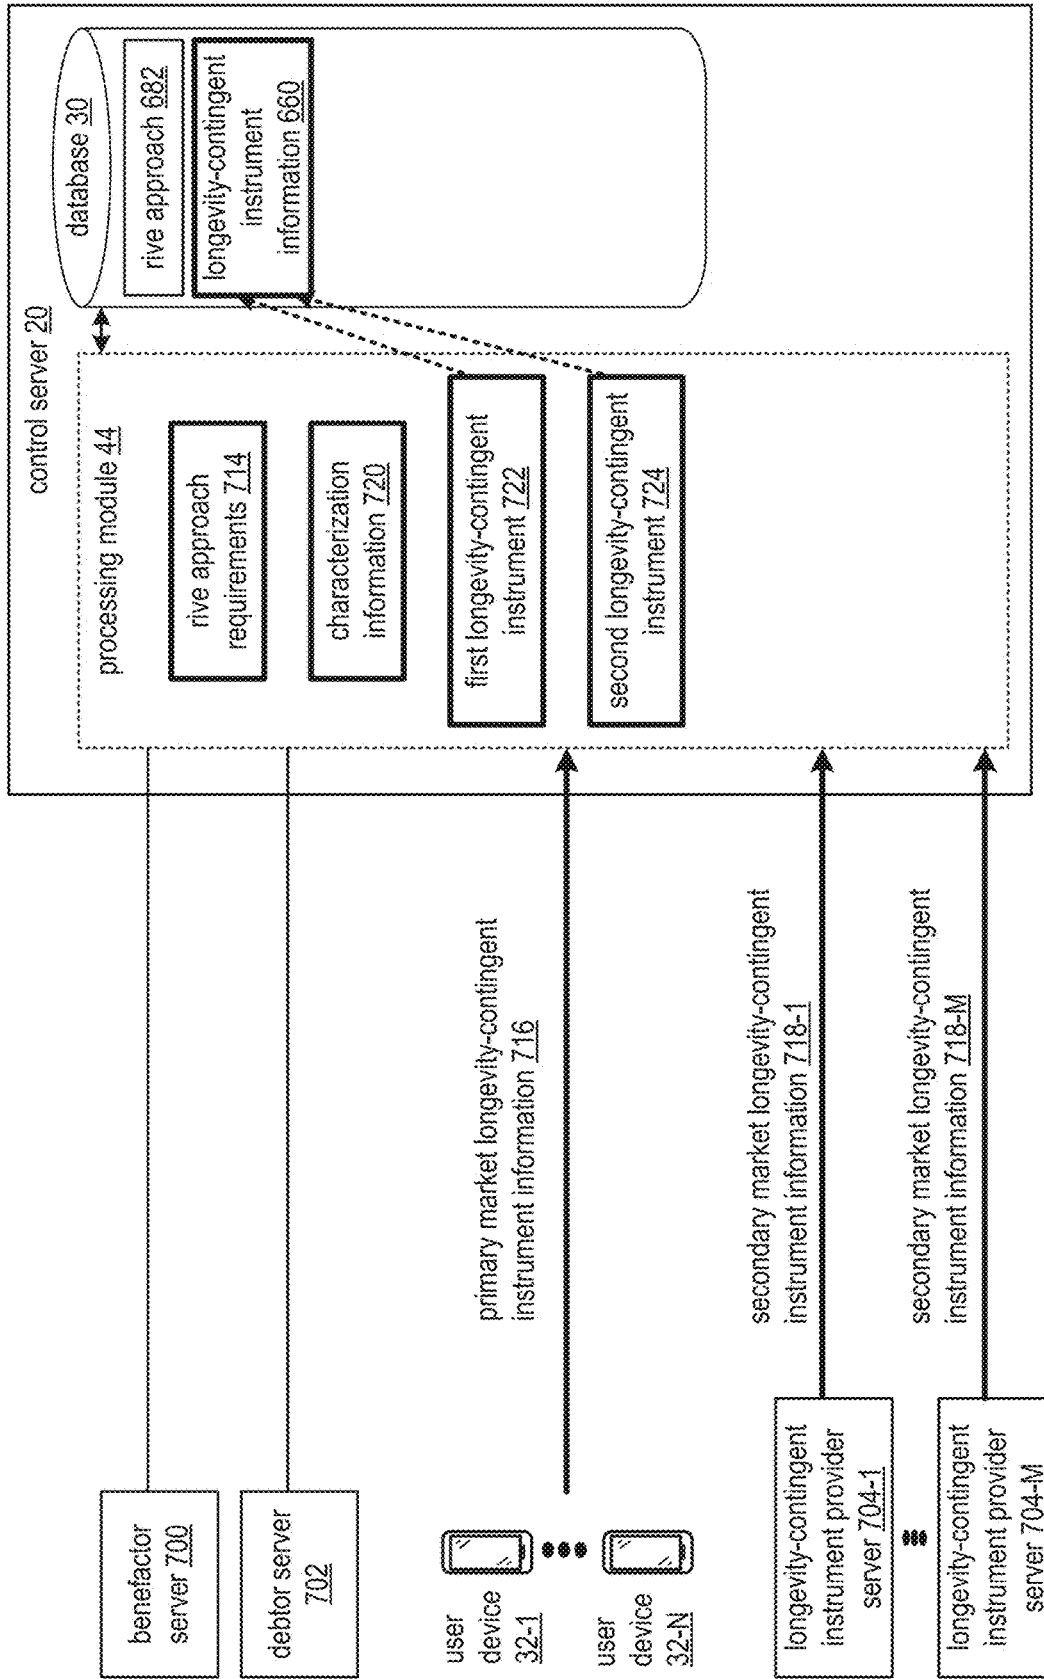 control server 20
database 30
rive approach 682
longevity-contingent
instrument
information 660
processing module 44
rive approach
requirements 714
characterization
information 720
first longevity-contingent
instrument 722
second longevity-contingent
instrument 724
benefactor
server 700
debtor server
702
user
device
32-1
user
device
32-N
primary market longevity-contingent
instrument information 716
longevity-contingent
instrument provider
server 704-1
secondary market longevity-contingent
instrument information 718-1
longevity-contingent
instrument provider
server 704-M
secondary market longevity-contingent
instrument information 718-M